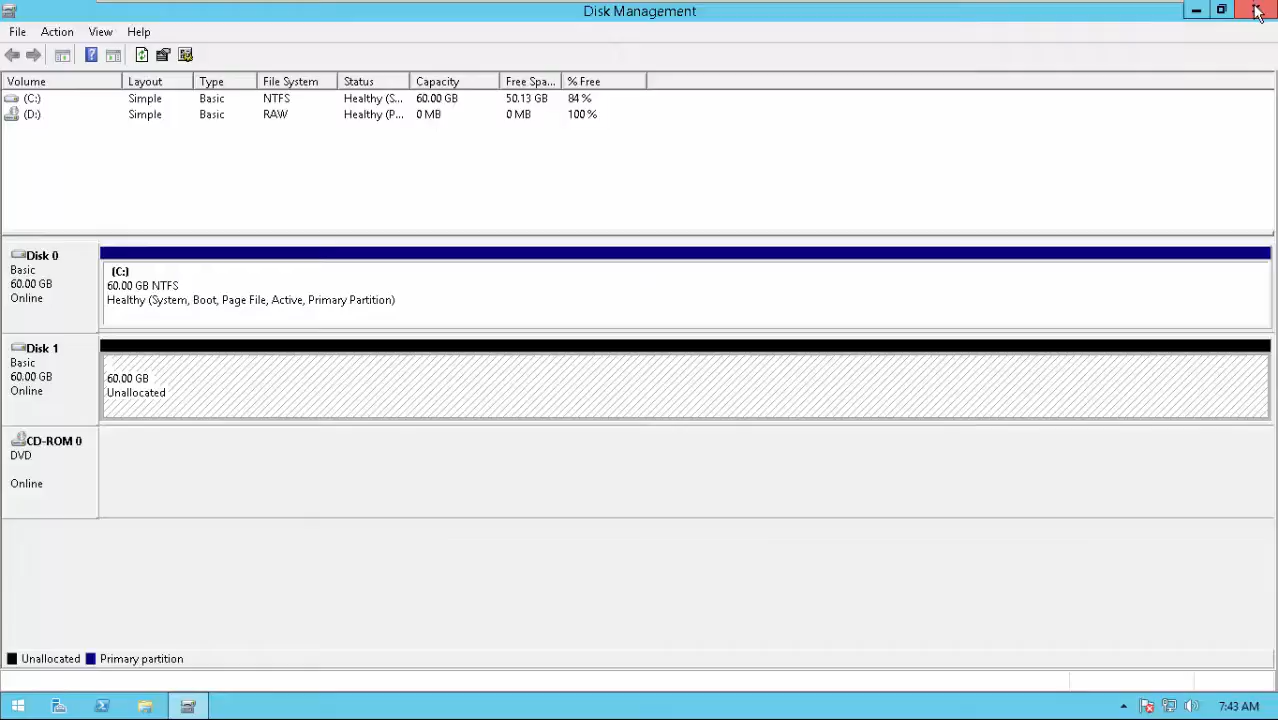 Disk Management
File Action View Help
Volume Layout Type File System Status Capacity Free Spa... % Free
(C:) Simple Basic NTFS Healthy (S... 60.00 GB 50.13 GB 84 %
(D:) Simple Basic RAW Healthy (P... 0 MB 0 MB 100 %
Disk 0
Basic
60.00 GB
Online
(C:)
60.00 GB NTFS
Healthy (System, Boot, Page File, Active, Primary Partition)
Disk 1
Basic
60.00 GB
Online
60.00 GB
Unallocated
CD-ROM 0
DVD
Online
Unallocated Primary partition
7:43 AM